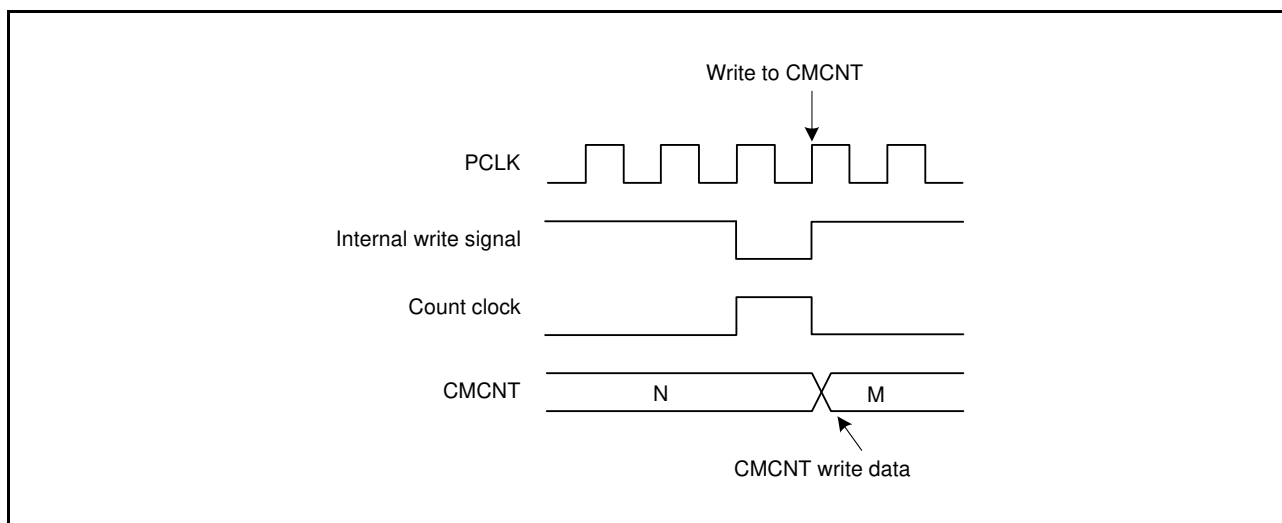 Write to CMCNT
PCLK
Internal write signal
Count clock
CMCNT
N
M
CMCNT write data